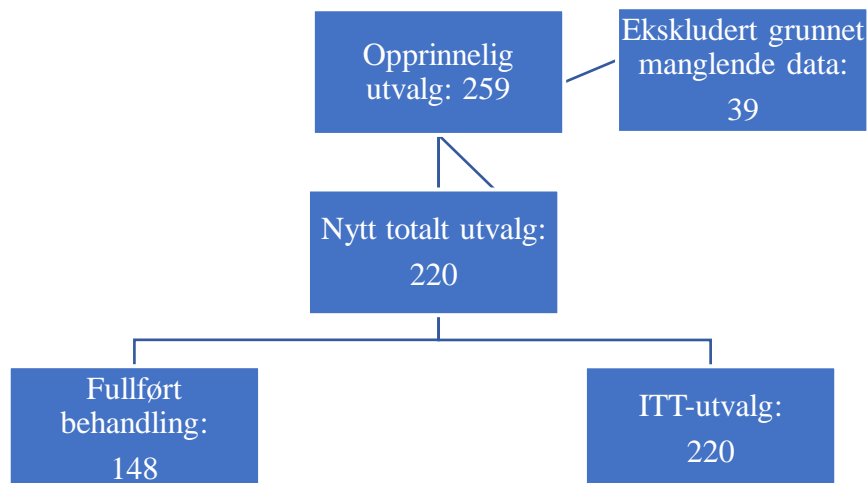 Opprinnelig
utvalg: 259
Ekskludert grunnet
manglende data:
39
Nytt totalt utvalg:
220
Fullført
behandling:
148
ITT-utvalg:
220